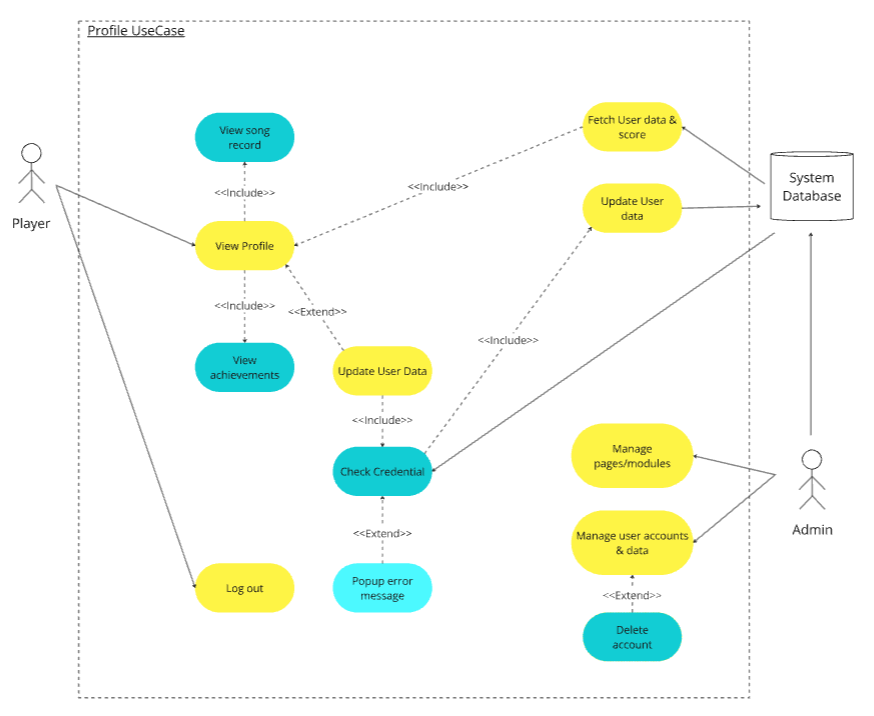 Profile UseCase
View song
record
Fetch User data &
score
System
Database
<<Include>>
<<Include>>
Update User
data
Player
View Profile
<<Include>>
<<Extend>>
<<Include>>
View
achievements
Update User Data
<<Include>>
Manage
pages/modules
Check Credential
Admin
<<Extend>>
Manage user accounts
& data
Popup error
message
Log out
<<Extend>>
Delete
account